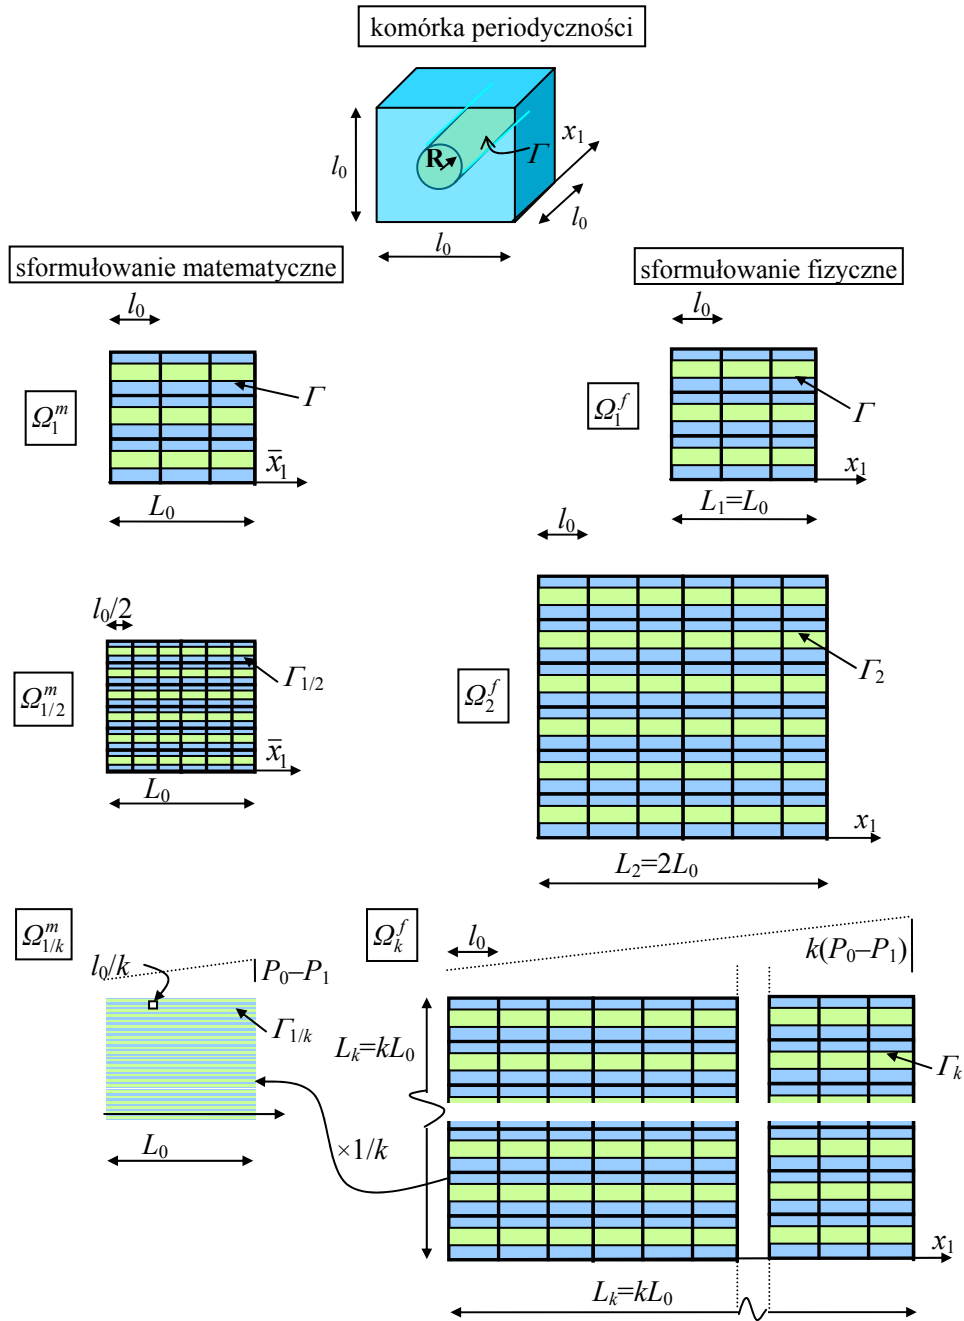 komórka periodyczności
l₀
R
Γ
x₁
l₀
l₀
sformułowanie matematyczne
sformułowanie fizyczne
l₀
l₀
Ω₁ᵐ
Γ
x̄₁
L₀
Ω₁ᶠ
Γ
x₁
L₁=L₀
l₀
l₀/2
Ω₁/₂ᵐ
Γ₁/₂
x̄₁
L₀
Ω₂ᶠ
Γ₂
x₁
L₂=2L₀
Ω₁/ₖᵐ
l₀/k
P₀–P₁
Γ₁/ₖ
L₀
Ωₖᶠ
l₀
k(P₀–P₁)
Lₖ=kL₀
Γₖ
×1/k
x₁
Lₖ=kL₀